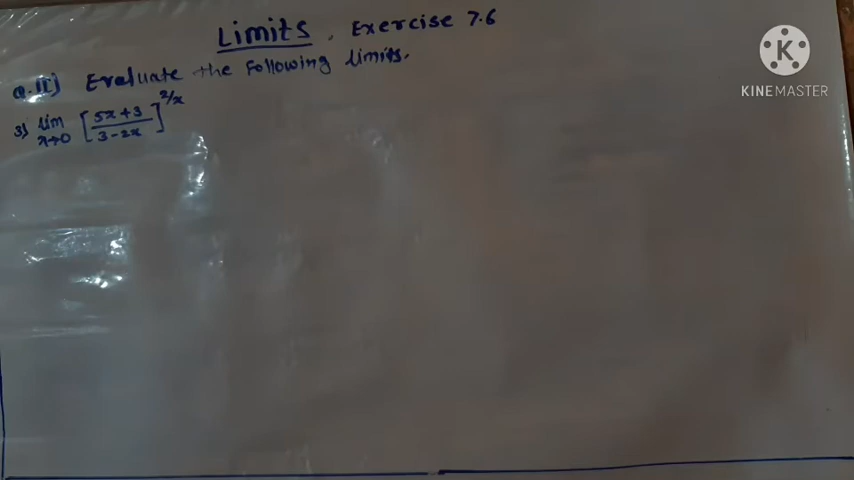 Limits. Exercise 7.6
Q.II) Evaluate the following limits.
3) lim x→0 [5x+3 / 3-2x]^2/x
K
KINEMASTER